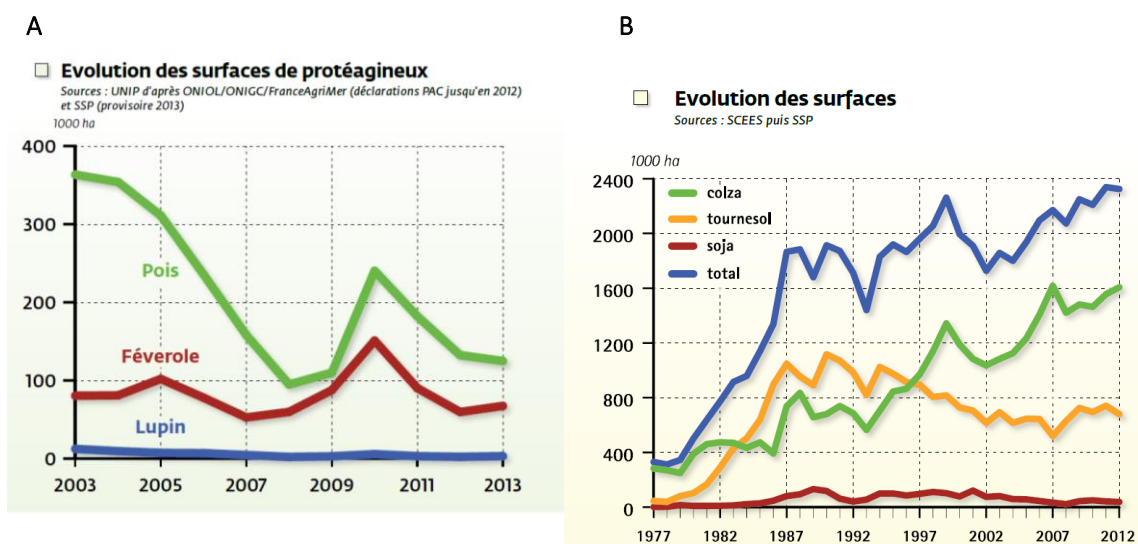 A
Evolution des surfaces de protéagineux
Sources : UNIP d'après ONIOL/ONIGC/FranceAgriMer (déclarations PAC jusqu'en 2012)
et SSP (provisoire 2013)
1000 ha
400
300
200
100
0
Pois
Féverole
Lupin
2003 2005 2007 2009 2011 2013
B
Evolution des surfaces
Sources : SCEES puis SSP
1000 ha
2400
2000
1600
1200
800
400
0
colza
tournesol
soja
total
1977 1982 1987 1992 1997 2002 2007 2012